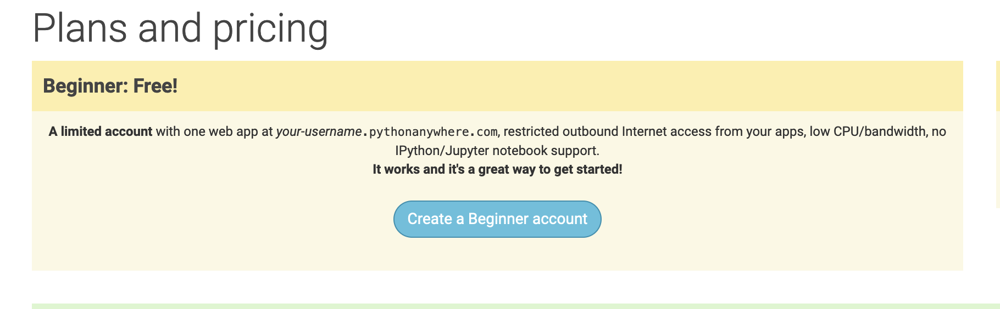 Plans and pricing
Beginner: Free!
A limited account with one web app at your-username.pythonanywhere.com, restricted outbound Internet access from your apps, low CPU/bandwidth, no
IPython/Jupyter notebook support.
It works and it's a great way to get started!
Create a Beginner account